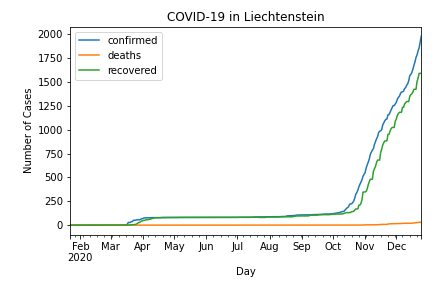 COVID-19 in Liechtenstein
confirmed
deaths
recovered
Number of Cases
2000
1750
1500
1250
1000
750
500
250
0
Feb Mar Apr May Jun Jul Aug Sep Oct Nov Dec
2020
Day